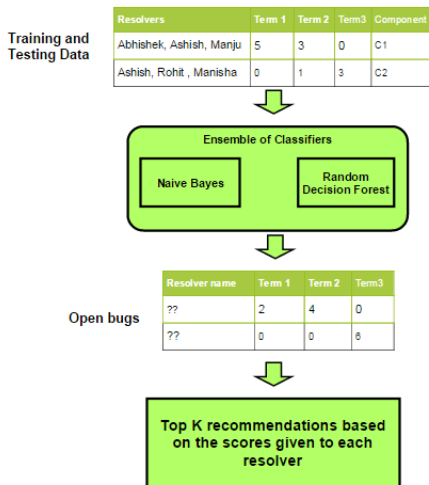 Training and
Testing Data
Resolvers Term 1 Term 2 Term3 Component
Abhishek, Ashish, Manju 5 3 0 C1
Ashish, Rohit , Manisha 0 1 3 C2
Ensemble of Classifiers
Naive Bayes
Random
Decision Forest
Open bugs
Resolver name Term 1 Term 2 Term3
?? 2 4 0
?? 0 0 6
Top K recommendations based
on the scores given to each
resolver